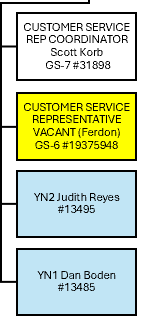 CUSTOMER SERVICE
REP COORDINATOR
Scott Korb
GS-7 #31898
CUSTOMER SERVICE
REPRESENTATIVE
VACANT (Ferdon)
GS-6 #19375948
YN2 Judith Reyes
#13495
YN1 Dan Boden
#13485